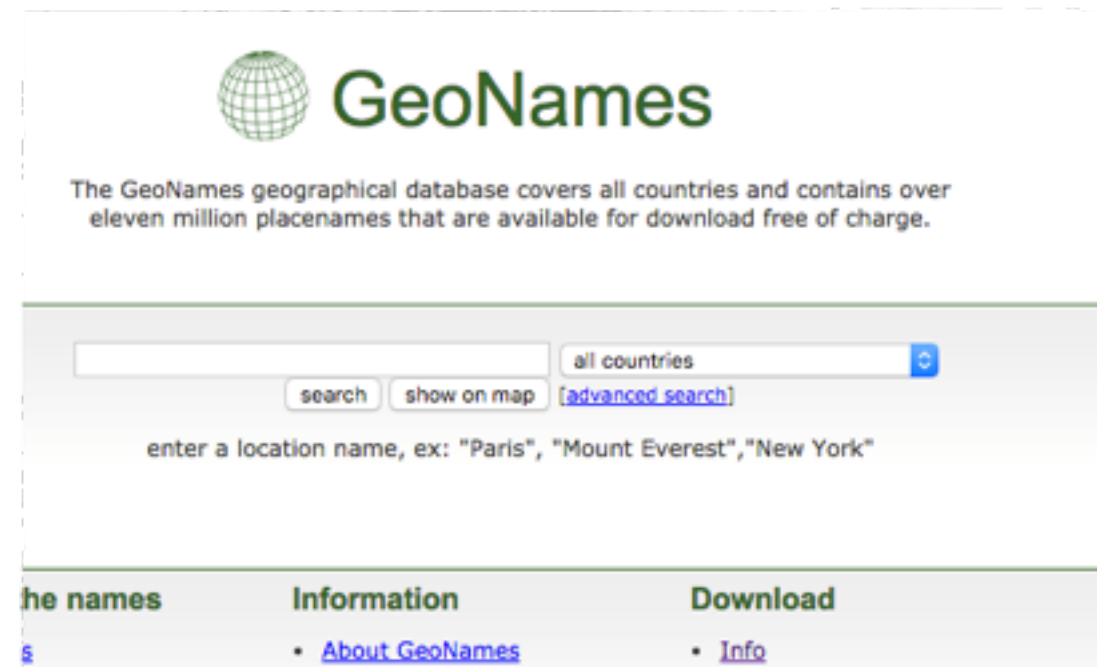 GeoNames
The GeoNames geographical database covers all countries and contains over
eleven million placenames that are available for download free of charge.
all countries
search show on map [advanced search]
enter a location name, ex: "Paris", "Mount Everest","New York"
he names Information Download
s • About GeoNames • Info